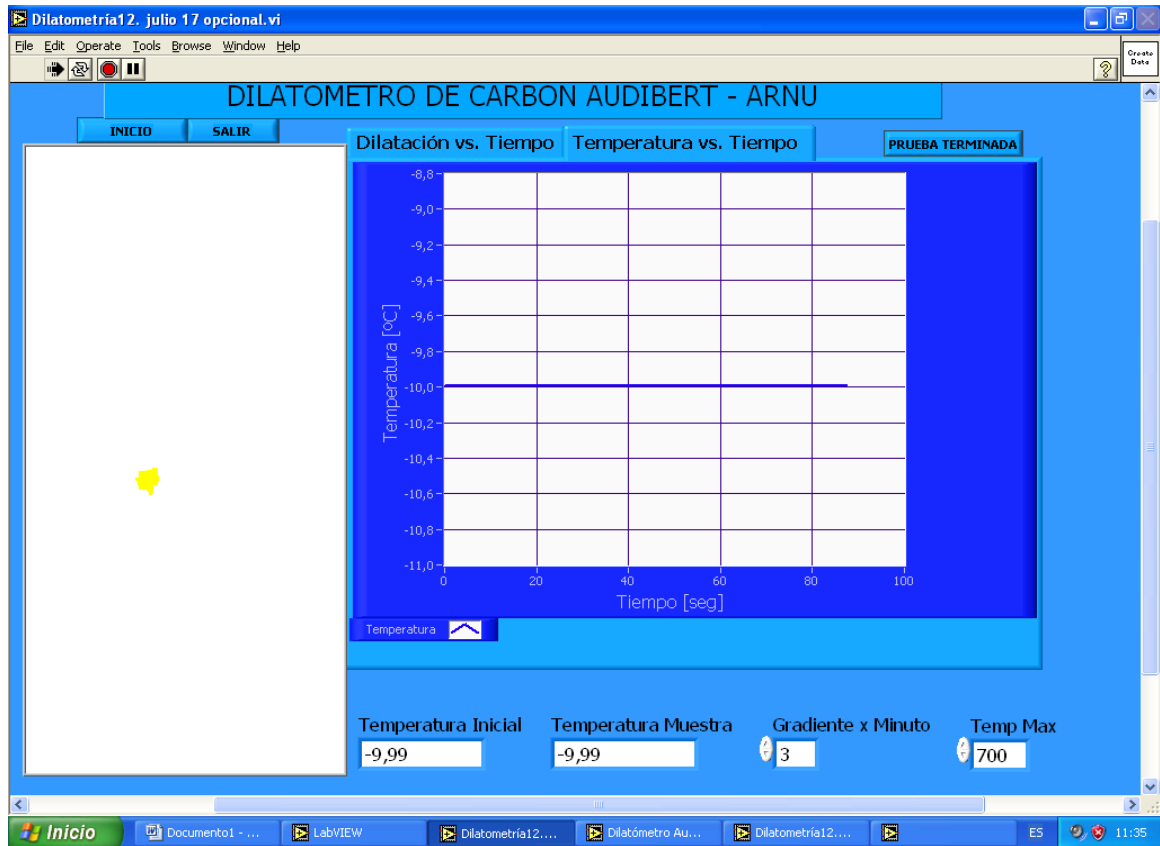 Dilatometría12. julio 17 opcional.vi
File Edit Operate Tools Browse Window Help
Create
Data
DILATOMETRO DE CARBON AUDIBERT - ARNU
INICIO SALIR
Dilatación vs. Tiempo Temperatura vs. Tiempo
PRUEBA TERMINADA
-8,8
-9,0
-9,2
-9,4
-9,6
-9,8
-10,0
-10,2
-10,4
-10,6
-10,8
-11,0
Temperatura [ºC]
0 20 40 60 80 100
Tiempo [seg]
Temperatura
Temperatura Inicial Temperatura Muestra Gradiente x Minuto Temp Max
-9,99 -9,99 3 700
Inicio Documento1 - ... LabVIEW Dilatometría12.... Dilatómetro Au... Dilatometría12.... ES 11:35